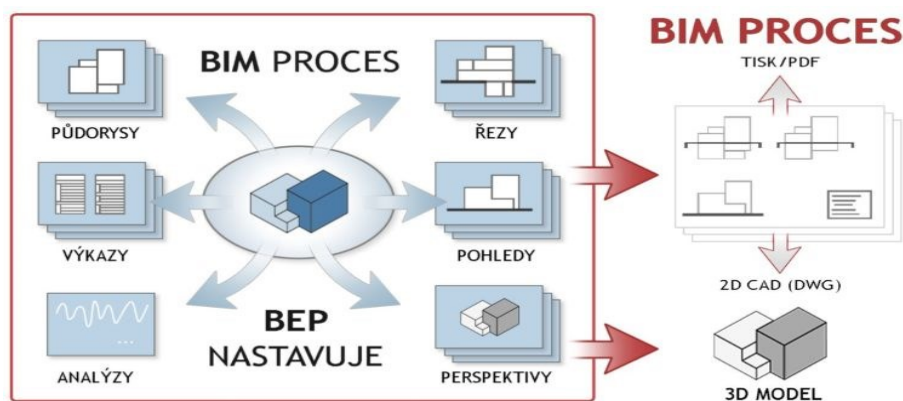 BIM PROCES
PŮDORYSY
ŘEZY
VÝKAZY
POHLEDY
BEP
NASTAVUJE
ANALÝZY
PERSPEKTIVY
BIM PROCES
TISK/PDF
2D CAD (DWG)
3D MODEL